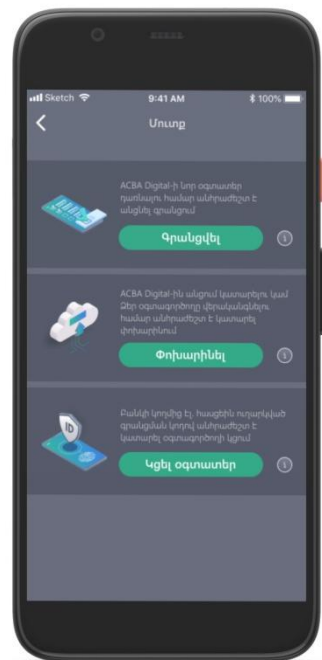 Sketch 9:41 AM 100%
Մուտք
ACBA Digital-ի նոր օգտատեր
դառնալու համար անհրաժեշտ է
անցնել գրանցում
Գրանցվել
ACBA Digital-ին անցում կատարելու կամ
Ձեր օգտագործողը վերականգնելու
համար անհրաժեշտ է կատարել
փոխարինում
Փոխարինել
ID
Բանկի կողմից էլ. հասցեին ուղարկված
գրանցման կոդով անհրաժեշտ է
կատարել օգտագործողի կցում
Կցել օգտատեր